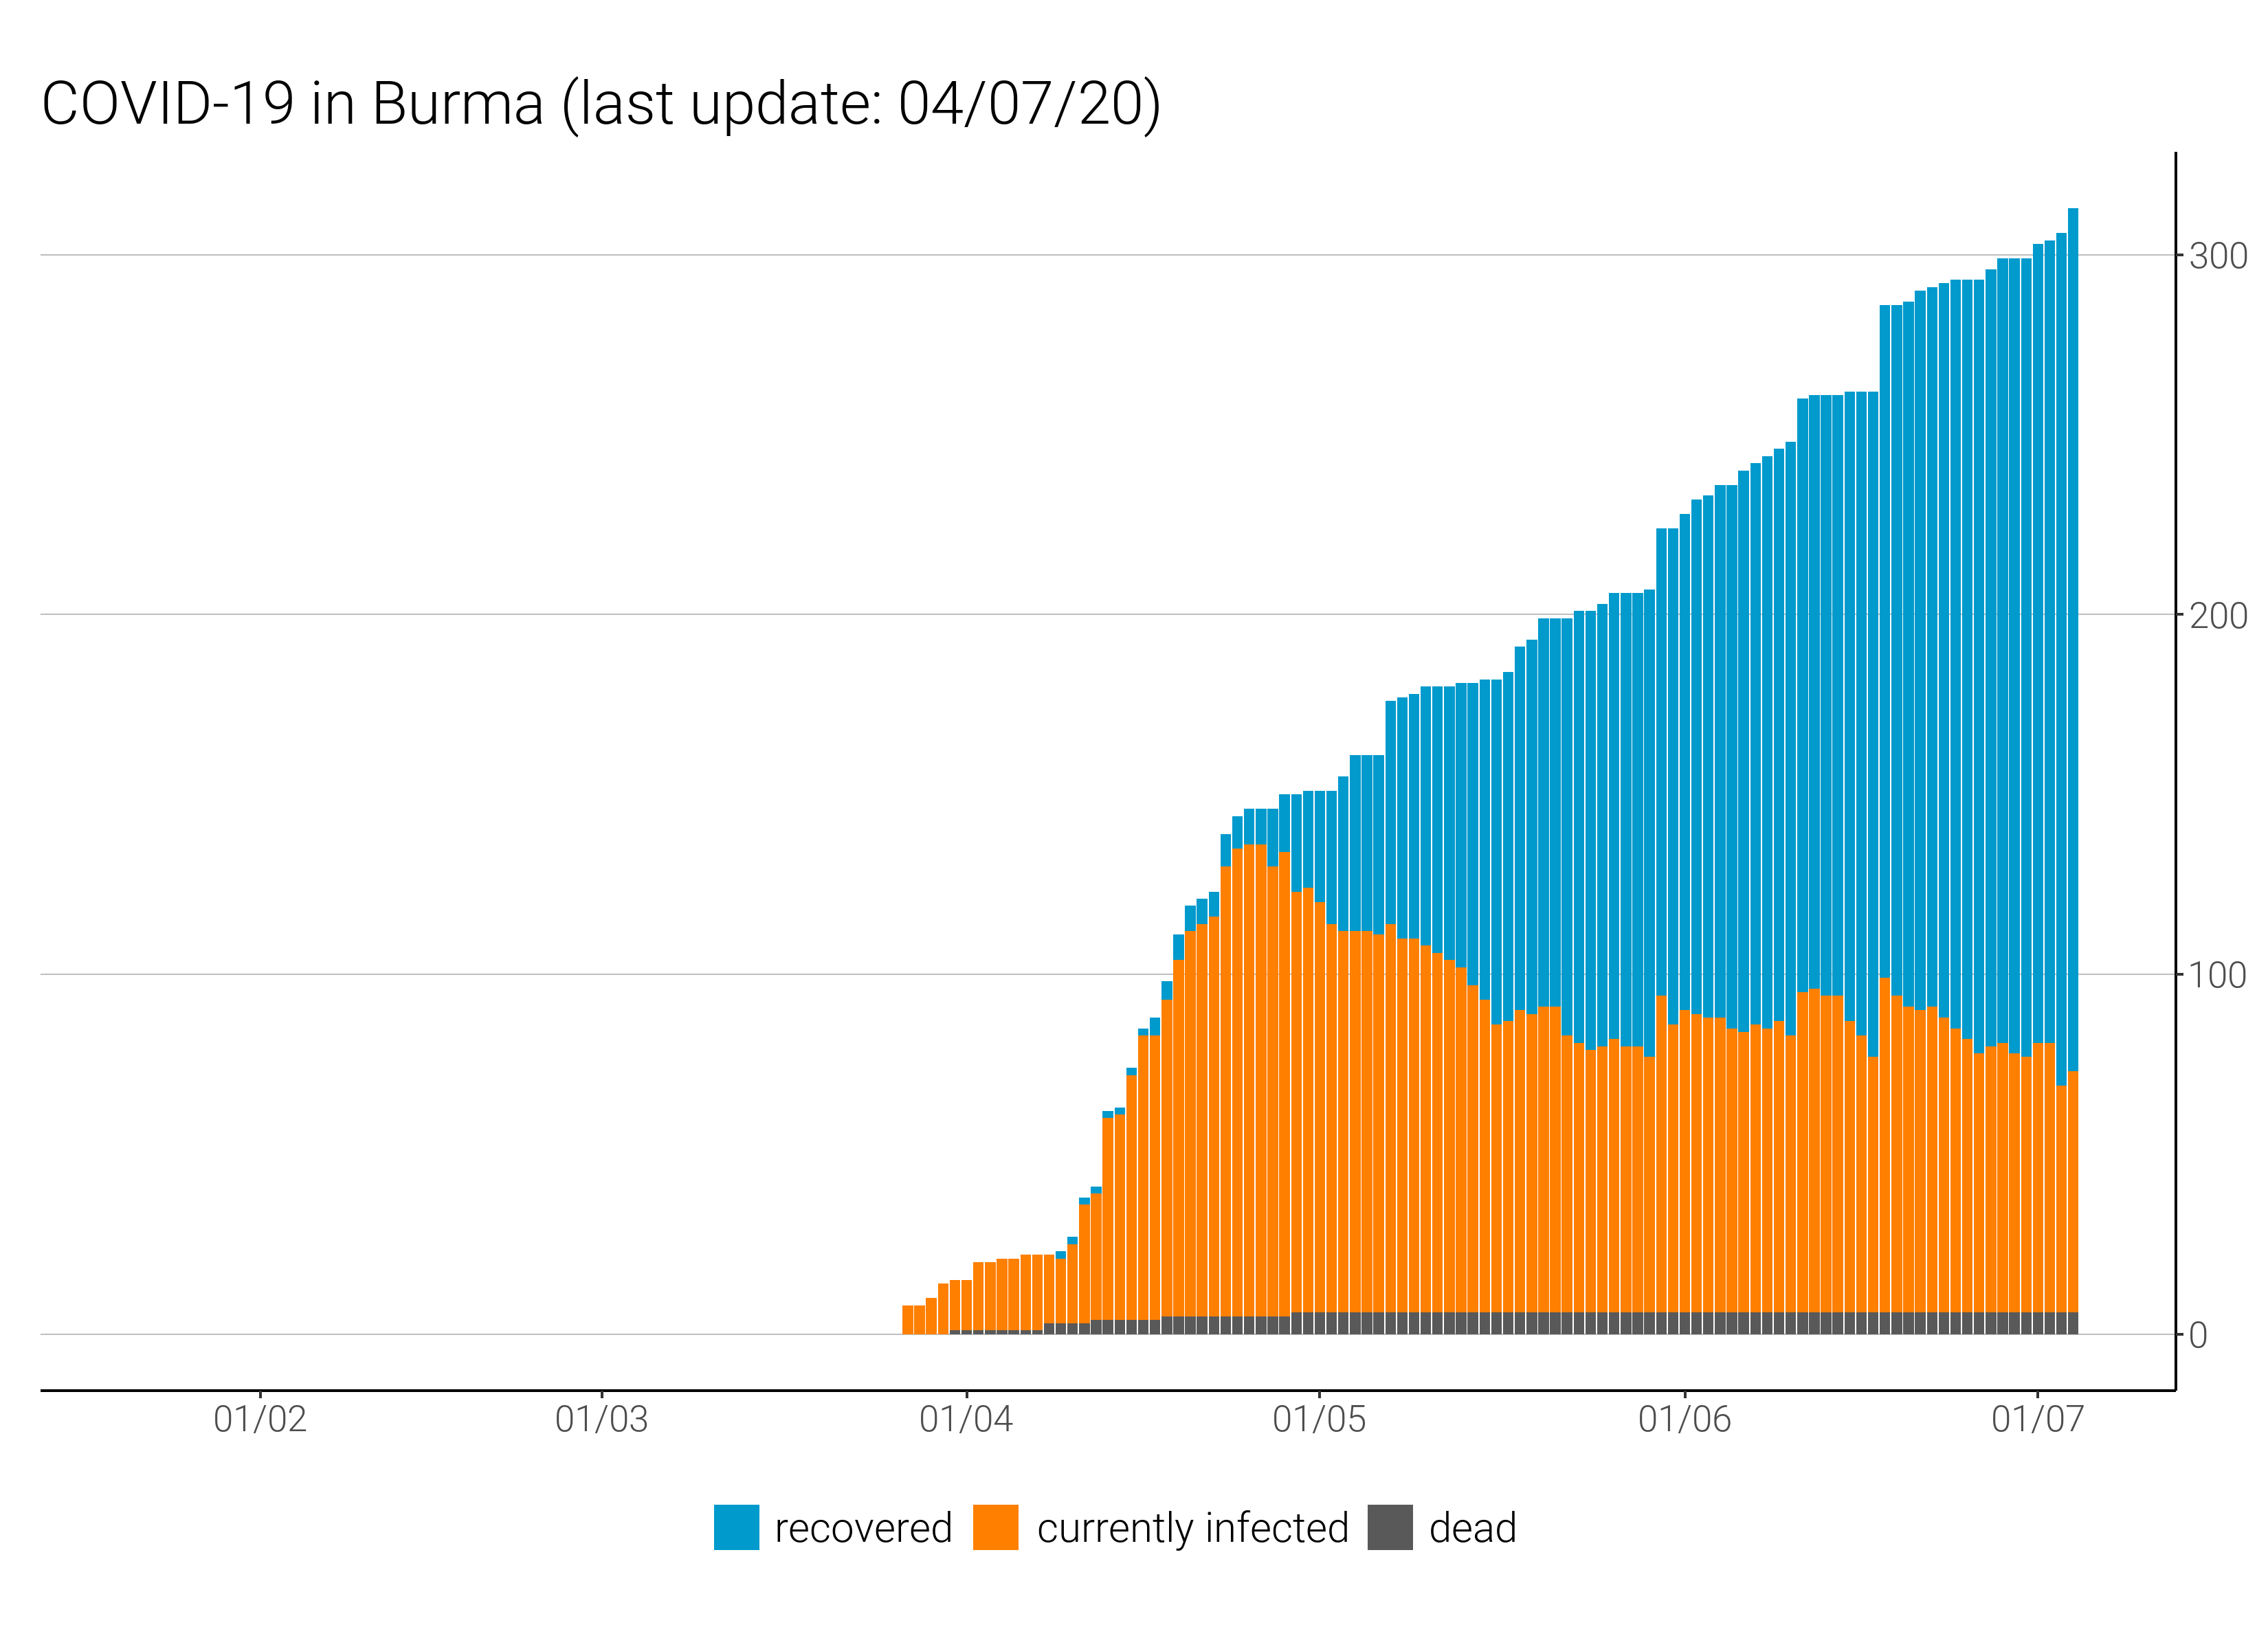 COVID-19 in Burma (last update: 04/07/20)
300
200
100
0
01/02 01/03 01/04 01/05 01/06 01/07
recovered currently infected dead